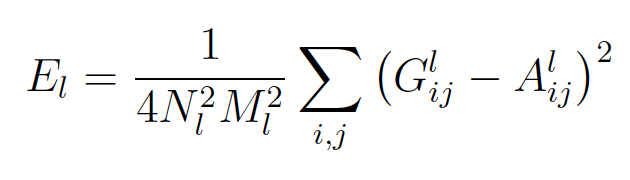 $$E_l = \frac{1}{4N_l^2 M_l^2} \sum_{i,j} \left( G_{ij}^l - A_{ij}^l \right)^2$$